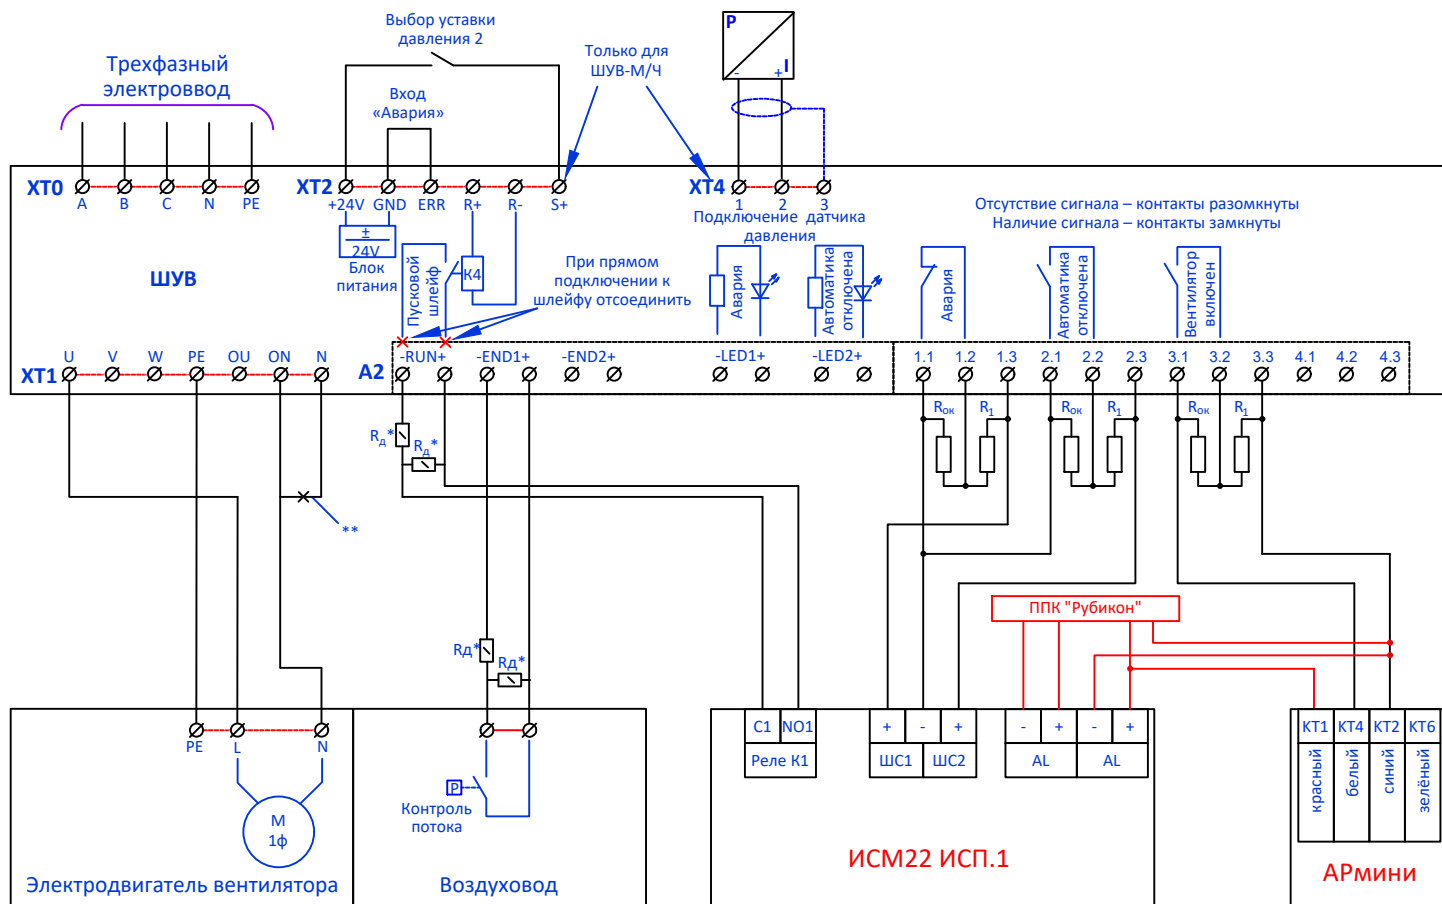 Выбор уставки
давления 2
Только для
ШУВ-М/Ч
P
I
- +
Трехфазный
электроввод
Вход
«Авария»
XT0
A B C N PE
XT2
+24V GND ERR R+ R- S+
XT4
1 2 3
Подключение датчика
давления
Отсутствие сигнала – контакты разомкнуты
Наличие сигнала – контакты замкнуты
±
24V
Блок
питания
ШУВ
Пусковой
шлейф
К4
При прямом
подключении к
шлейфу отсоединить
Авария
Автоматика
отключена
Авария
Автоматика
отключена
Вентилятор
включен
XT1
U V W PE OU ON N
A2
-RUN+ -END1+ -END2+ -LED1+ -LED2+
1.1 1.2 1.3 2.1 2.2 2.3 3.1 3.2 3.3 4.1 4.2 4.3
Rок R1 Rок R1 Rок R1
Rд*
Rд*
**
ППК "Рубикон"
Rд*
Rд*
PE L N
М
1ф
Электродвигатель вентилятора
P
Контроль
потока
Воздуховод
C1 NO1
Реле К1
+ - +
ШС1 ШС2
- + - +
AL AL
ИСМ22 ИСП.1
КТ1 КТ4 КТ2 КТ6
красный
белый
синий
зелёный
АРмини